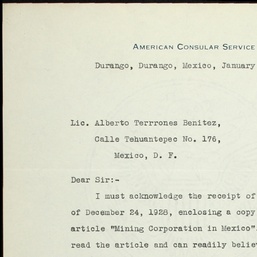 AMERICAN CONSULAR SERVICE
Durango, Durango, Mexico, January
Lic. Alberto Terrrones Benitez,
Calle Tehuantepec No. 176,
Mexico, D. F.
Dear Sir:-
I must acknowledge the receipt of
of December 24, 1928, enclosing a copy
article "Mining Corporation in Mexico"
read the article and can readily belie